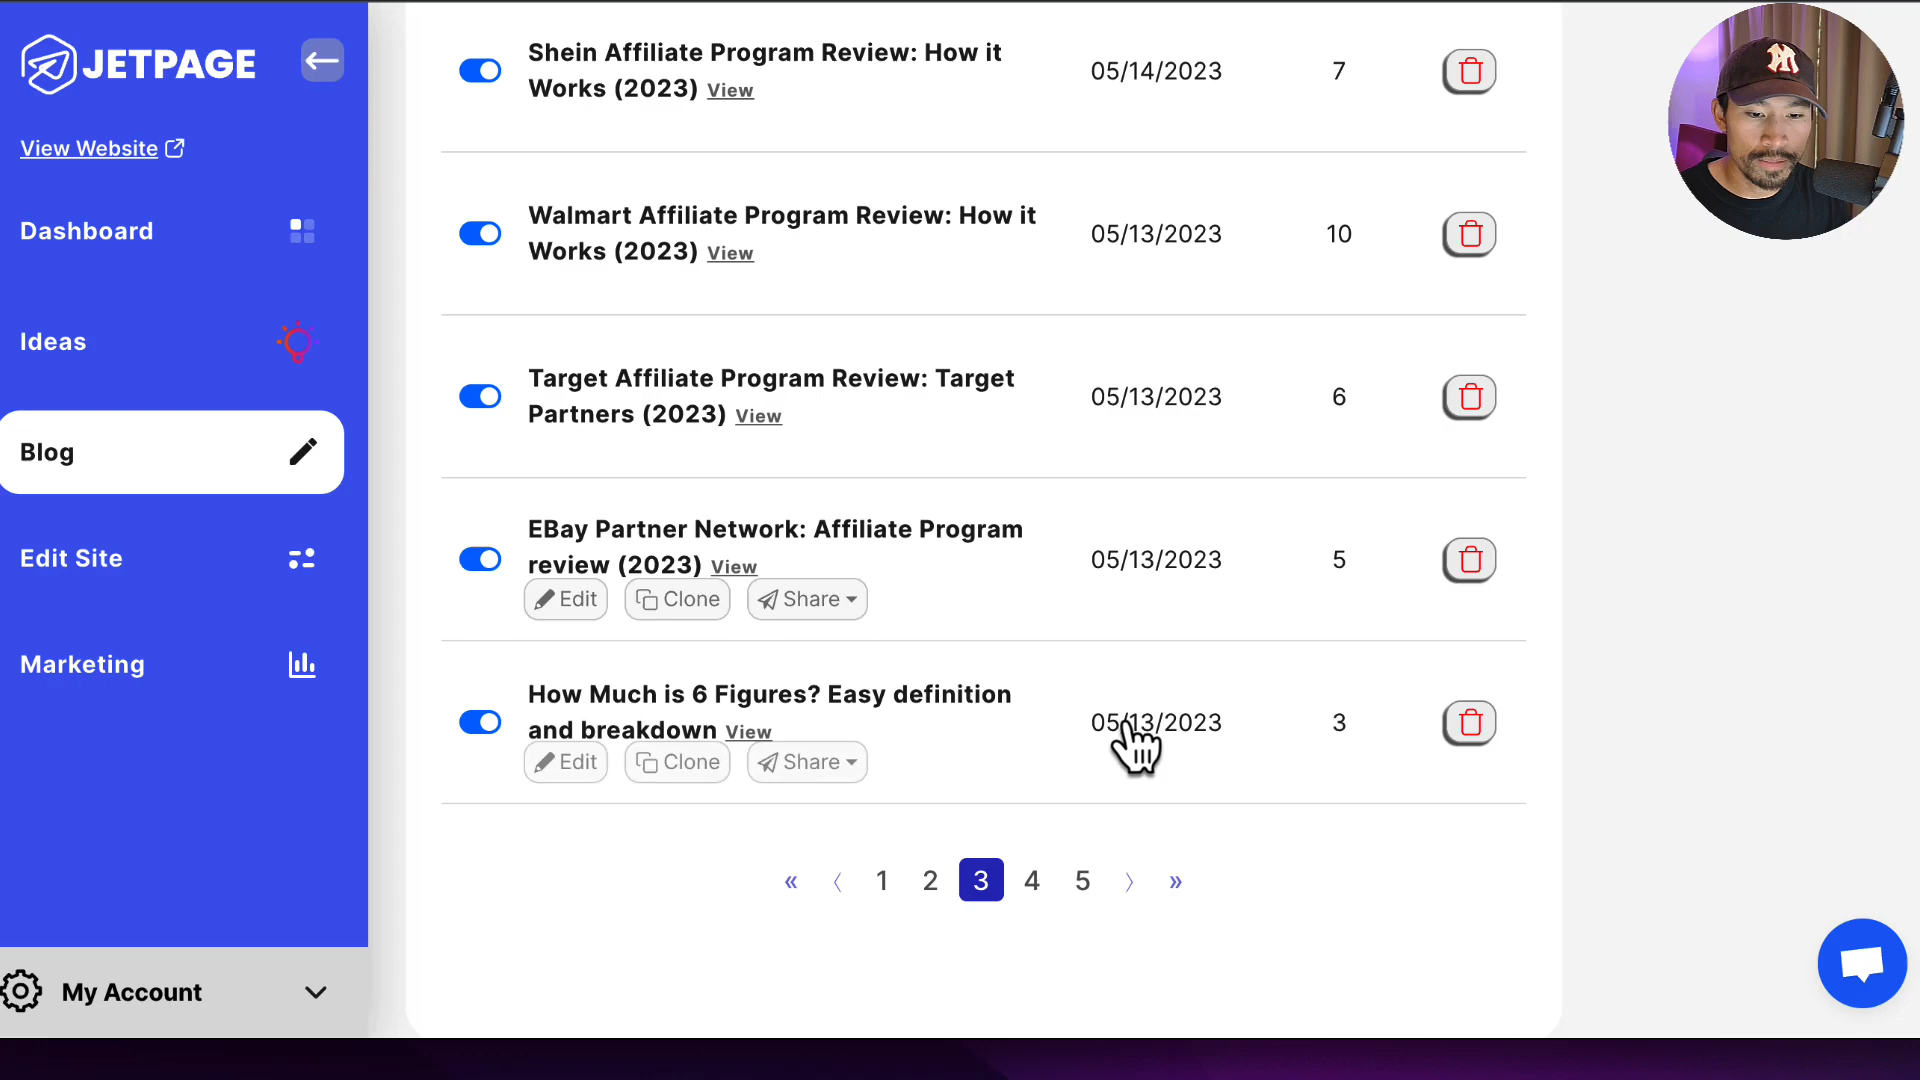 JETPAGE
View Website
Dashboard
Ideas
Blog
Edit Site
Marketing
My Account
Shein Affiliate Program Review: How it
Works (2023) View
05/14/2023
7
Walmart Affiliate Program Review: How it
Works (2023) View
05/13/2023
10
Target Affiliate Program Review: Target
Partners (2023) View
05/13/2023
6
EBay Partner Network: Affiliate Program
review (2023) View
Edit Clone Share
05/13/2023
5
How Much is 6 Figures? Easy definition
and breakdown View
Edit Clone Share
05/13/2023
3
« ‹ 1 2 3 4 5 › »